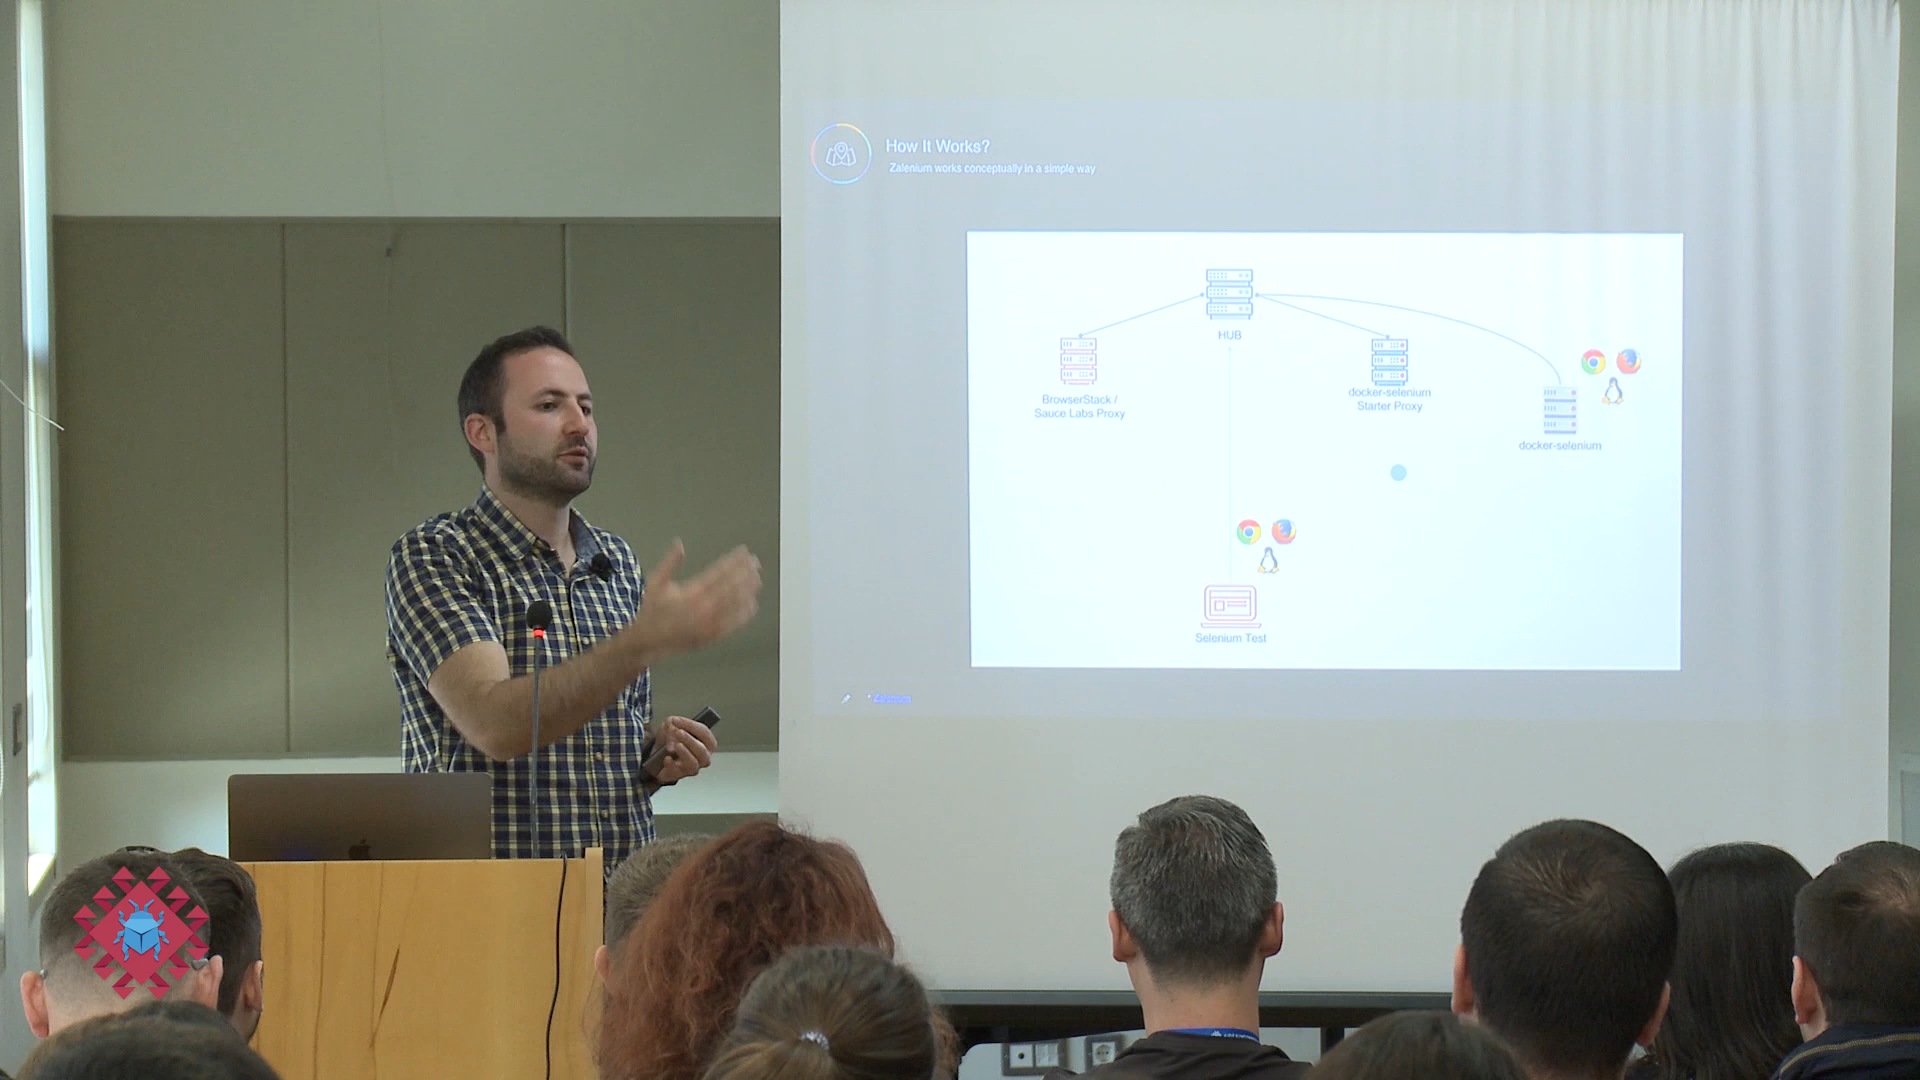 How It Works?
Zalenium works conceptually in a simple way
HUB
BrowserStack /
Sauce Labs Proxy
docker-selenium
Starter Proxy
docker-selenium
Selenium Test
* Zalenium